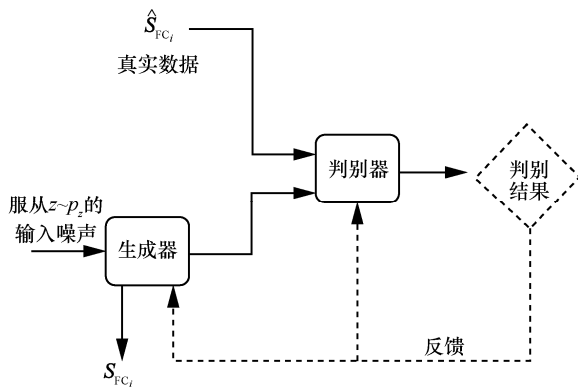 ŝ_FCᵢ
真实数据
判别器
判别
结果
服从z~p_z的
输入噪声
生成器
反馈
s_FCᵢ